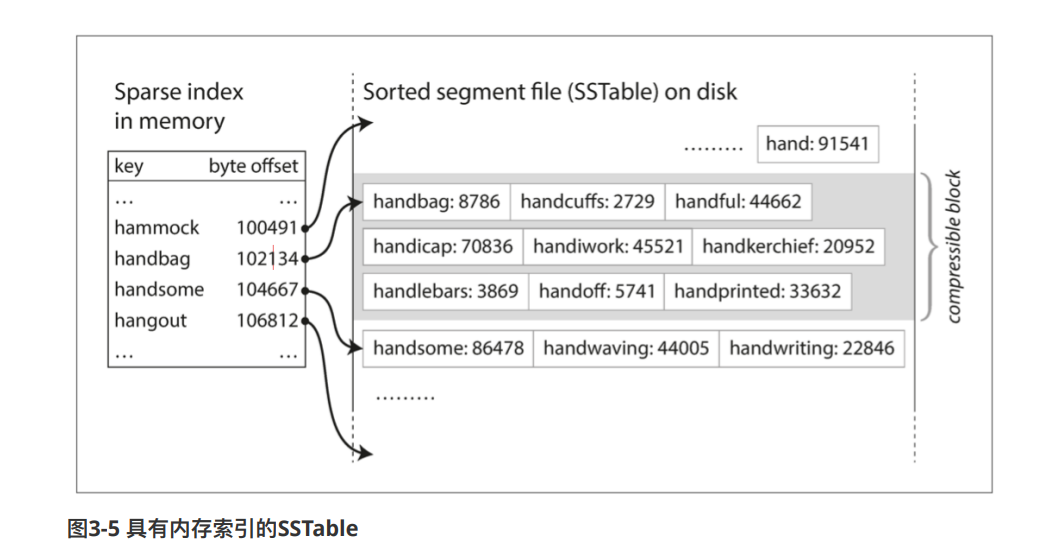 Sparse index
in memory
key byte offset
... ...
hammock 100491
handbag 102134
handsome 104667
hangout 106812
... ...
Sorted segment file (SSTable) on disk
......... hand: 91541
handbag: 8786 handcuffs: 2729 handful: 44662
handicap: 70836 handiwork: 45521 handkerchief: 20952
handlebars: 3869 handoff: 5741 handprinted: 33632
handsome: 86478 handwaving: 44005 handwriting: 22846
.........
compressible block
图3-5 具有内存索引的SSTable